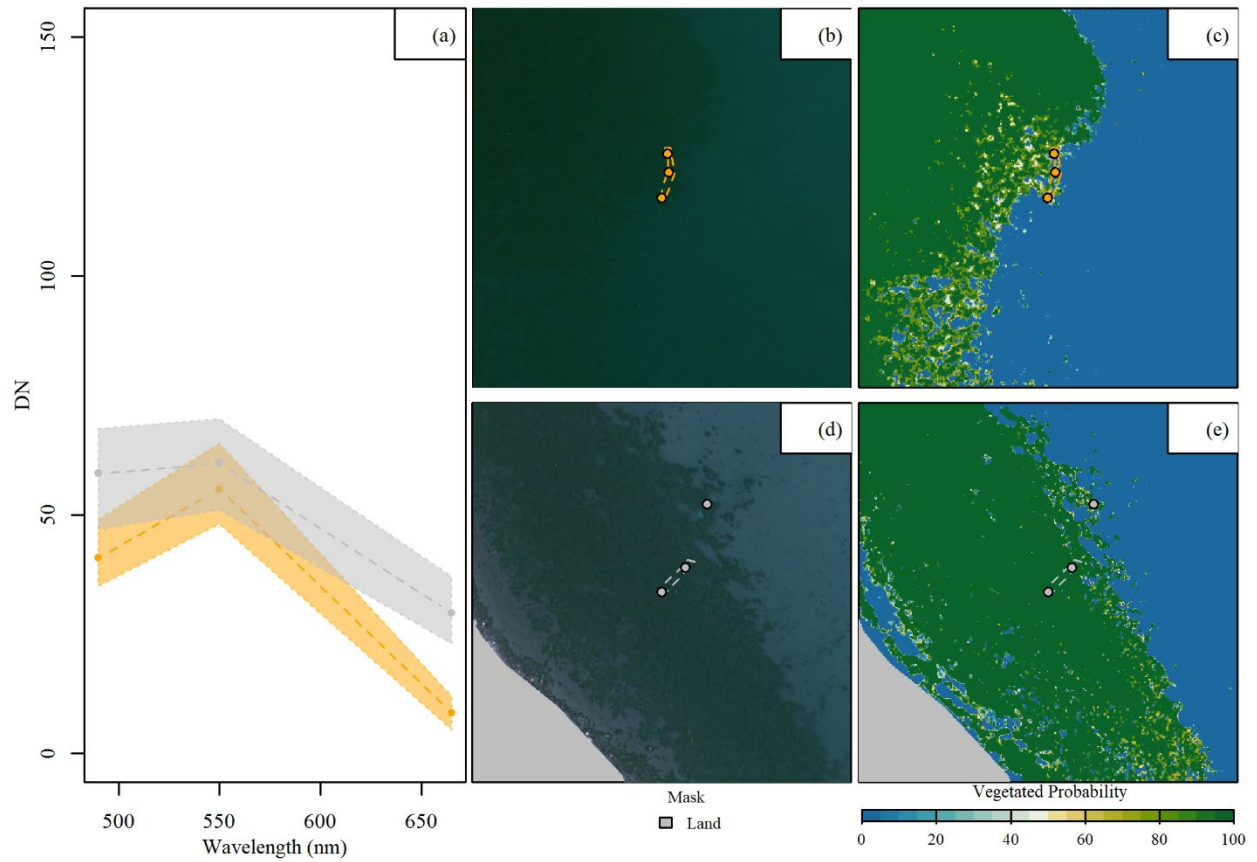 (a)
(b)
(c)
150
100
50
0
DN
500
550
600
650
Wavelength (nm)
(d)
(e)
Mask
Land
Vegetated Probability
0 20 40 60 80 100